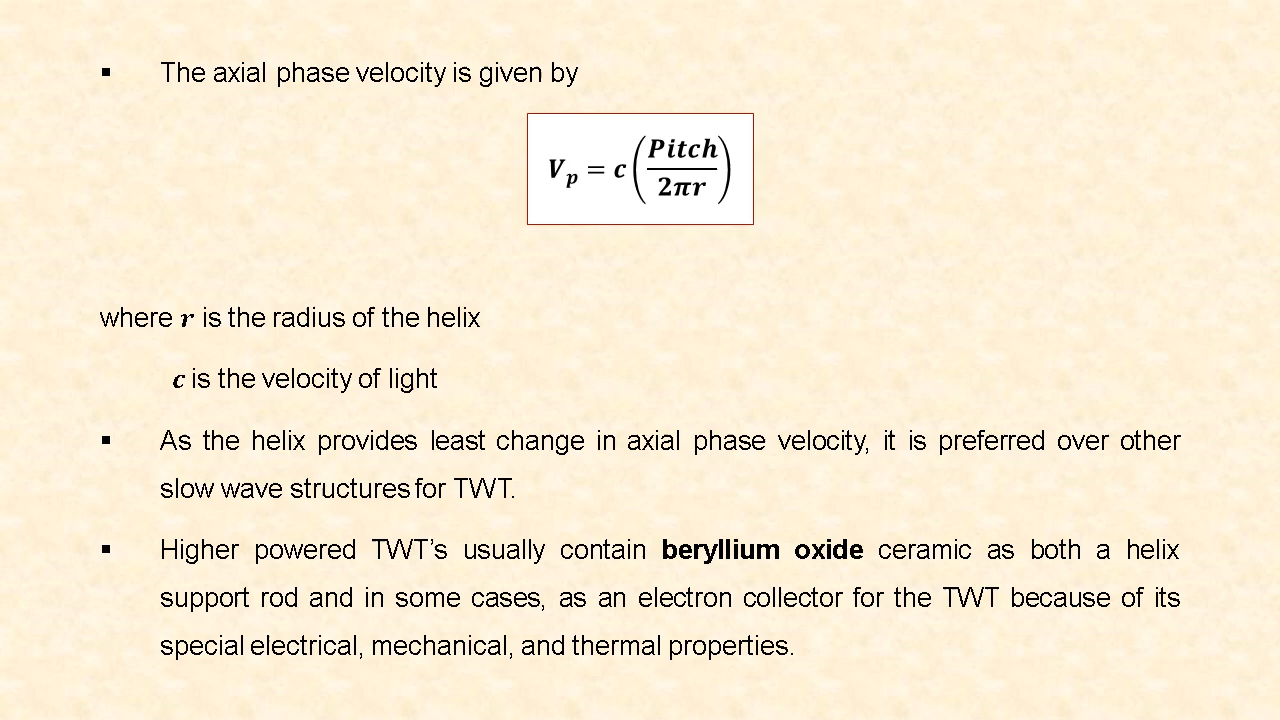 ▪ The axial phase velocity is given by
V_p = c (Pitch / 2πr)
where r is the radius of the helix
c is the velocity of light
▪ As the helix provides least change in axial phase velocity, it is preferred over other
slow wave structures for TWT.
▪ Higher powered TWT’s usually contain beryllium oxide ceramic as both a helix
support rod and in some cases, as an electron collector for the TWT because of its
special electrical, mechanical, and thermal properties.